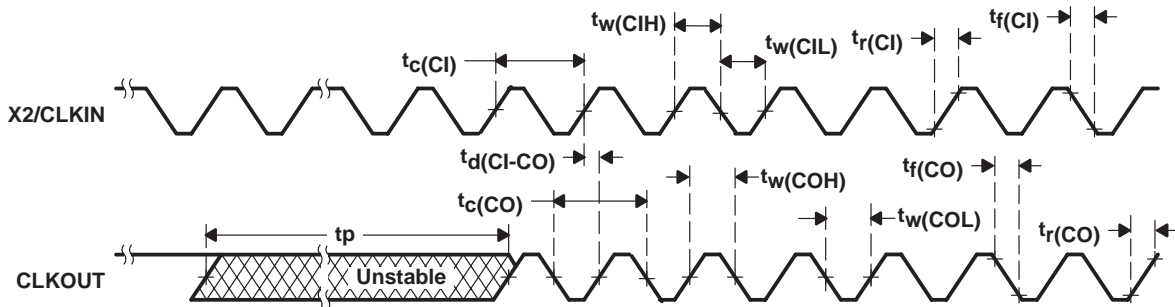 tw(CIH)
tw(CIL)
tr(CI)
tf(CI)
tc(CI)
X2/CLKIN
td(CI-CO)
tw(COH)
tf(CO)
tc(CO)
tw(COL)
tr(CO)
tp
CLKOUT
Unstable